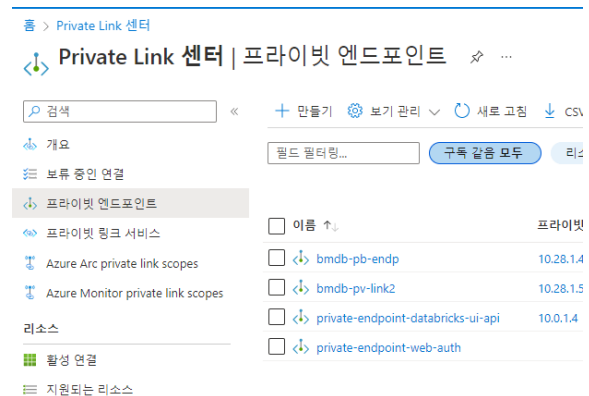 홈 > Private Link 센터
Private Link 센터 | 프라이빗 엔드포인트 ...
검색 «
개요
보류 중인 연결
프라이빗 엔드포인트
프라이빗 링크 서비스
Azure Arc private link scopes
Azure Monitor private link scopes
리소스
활성 연결
지원되는 리소스
+ 만들기 보기 관리 새로 고침 CSV
필드 필터링... 구독 같음 모두 리소
이름 ↑↓ 프라이빗
bmdb-pb-endp 10.28.1.4
bmdb-pv-link2 10.28.1.5
private-endpoint-databricks-ui-api 10.0.1.4
private-endpoint-web-auth